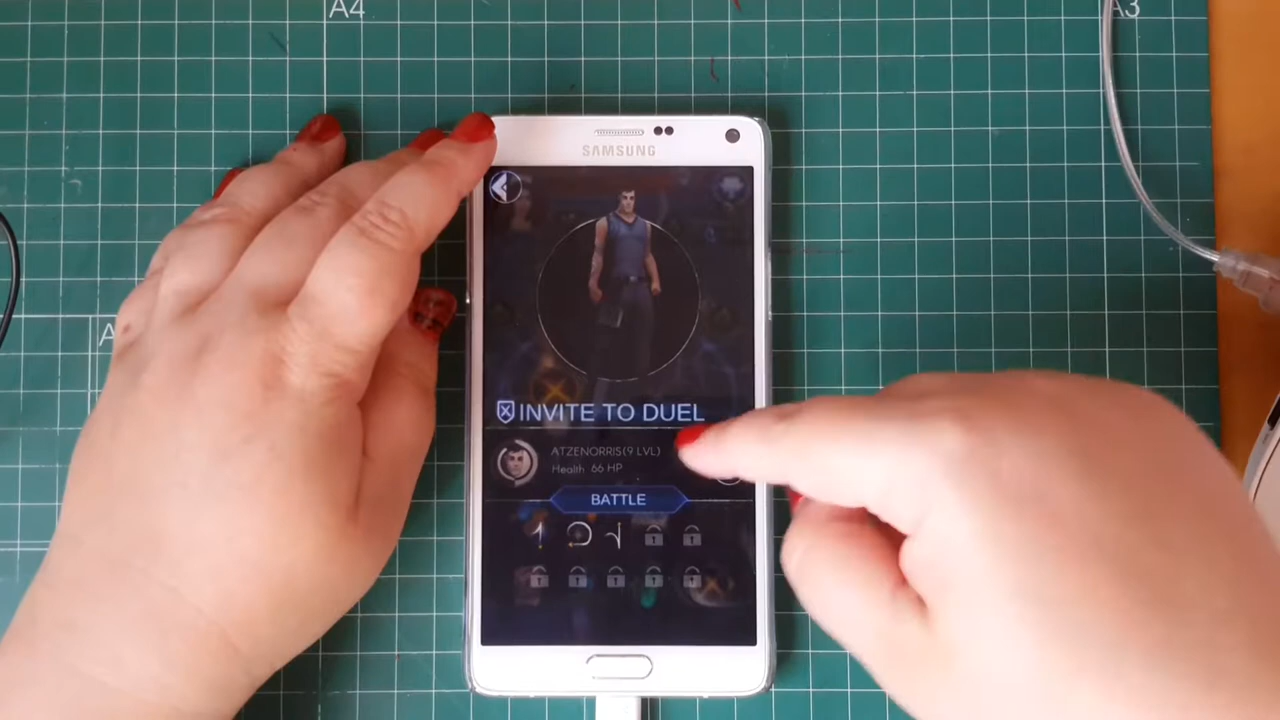 A4
A3
A
SAMSUNG
INVITE TO DUEL
ATZENORRIS(9 LVL)
Health 66 HP
BATTLE